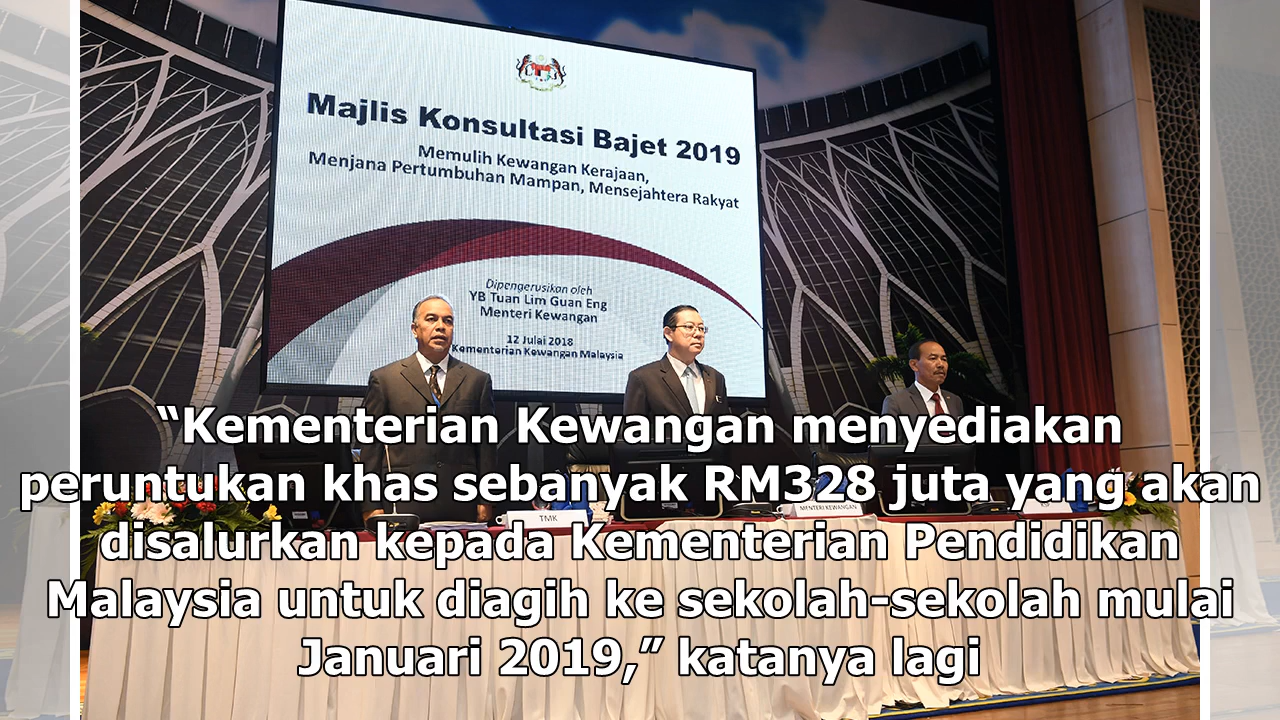 Majlis Konsultasi Bajet 2019
Memulih Kewangan Kerajaan,
Menjana Pertumbuhan Mampan, Mensejahtera Rakyat
Dipengerusikan oleh
YB Tuan Lim Guan Eng
Menteri Kewangan
12 Julai 2018
Kementerian Kewangan Malaysia
“Kementerian Kewangan menyediakan
peruntukan khas sebanyak RM328 juta yang akan
TMK
MENTERI KEWANGAN
disalurkan kepada Kementerian Pendidikan
Malaysia untuk diagih ke sekolah-sekolah mulai
Januari 2019,” katanya lagi